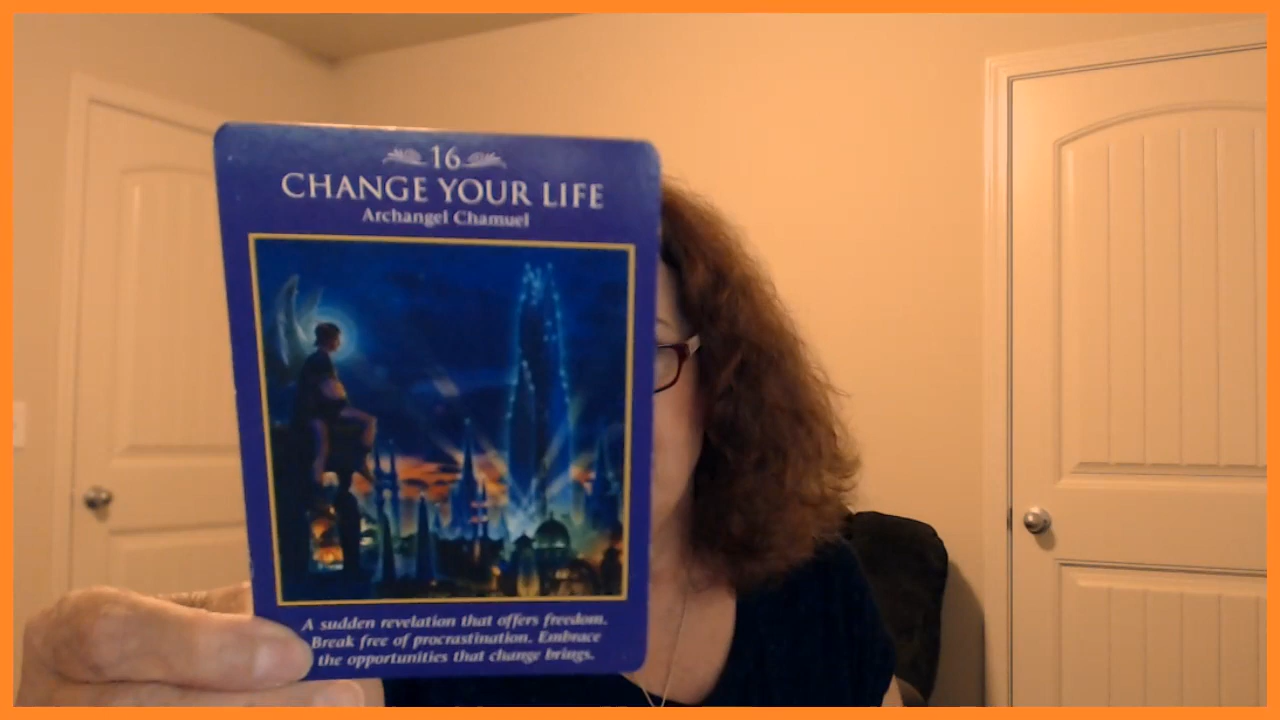 16
CHANGE YOUR LIFE
Archangel Chamuel
A sudden revelation that offers freedom.
Break free of procrastination. Embrace
the opportunities that change brings.